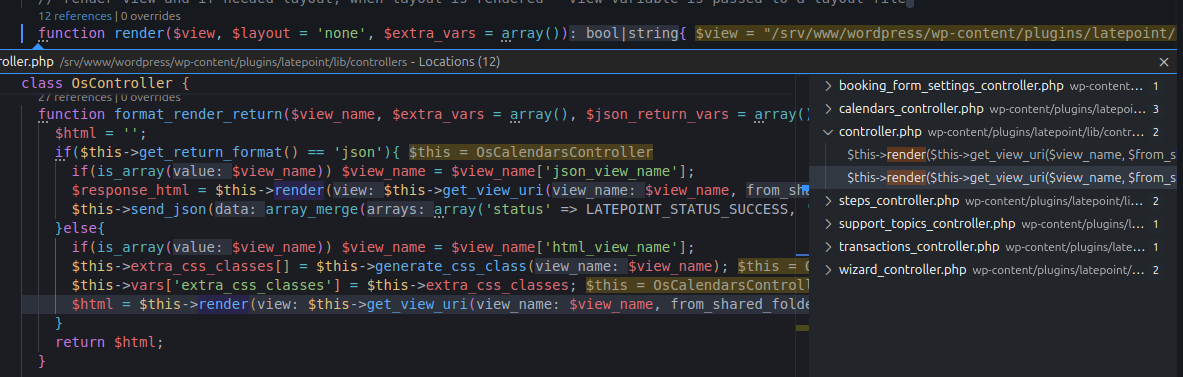 // render view and if needed layout, when layout is rendered - view variable is passed to a layout file
12 references | 0 overrides
function render($view, $layout = 'none', $extra_vars = array()): bool|string{ $view = "/srv/www/wordpress/wp-content/plugins/latepoint/
roller.php /srv/www/wordpress/wp-content/plugins/latepoint/lib/controllers - Locations (12)
class OsController {
27 references | 0 overrides
function format_render_return($view_name, $extra_vars = array(), $json_return_vars = array()
$html = '';
if($this->get_return_format() == 'json'){ $this = OsCalendarsController
if(is_array(value: $view_name)) $view_name = $view_name['json_view_name'];
$response_html = $this->render(view: $this->get_view_uri(view_name: $view_name, from_sha
$this->send_json(data: array_merge(arrays: array('status' => LATEPOINT_STATUS_SUCCESS, '
}else{
if(is_array(value: $view_name)) $view_name = $view_name['html_view_name'];
$this->extra_css_classes[] = $this->generate_css_class(view_name: $view_name); $this = O
$this->vars['extra_css_classes'] = $this->extra_css_classes; $this = OsCalendarsControll
$html = $this->render(view: $this->get_view_uri(view_name: $view_name, from_shared_folde
}
return $html;
}
booking_form_settings_controller.php wp-content/plugins/latepoint... 1
calendars_controller.php wp-content/plugins/latepoi... 3
controller.php wp-content/plugins/latepoint/lib/contr... 2
$this->render($this->get_view_uri($view_name, $from_s
$this->render($this->get_view_uri($view_name, $from_s
steps_controller.php wp-content/plugins/latepoint/li... 2
support_topics_controller.php wp-content/plugins/l... 1
transactions_controller.php wp-content/plugins/late... 1
wizard_controller.php wp-content/plugins/latepoint/... 2